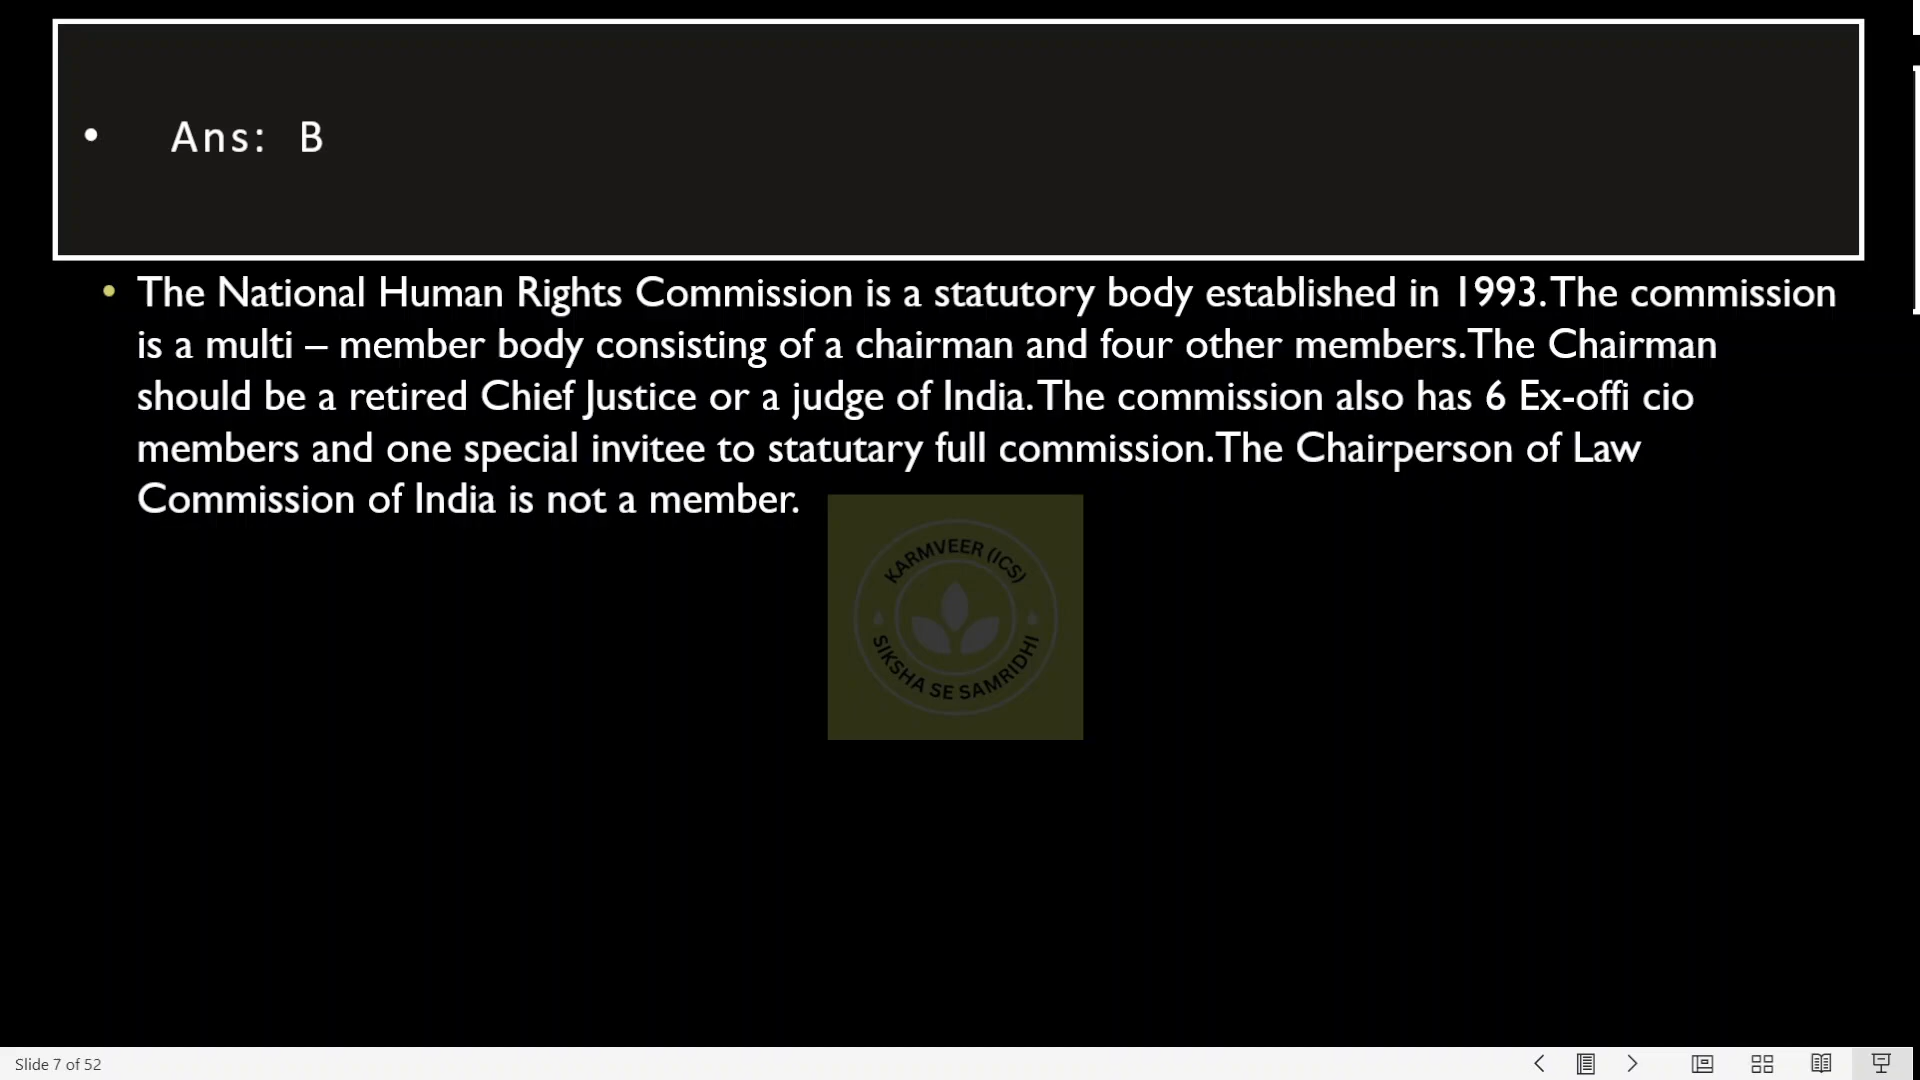 • Ans: B
• The National Human Rights Commission is a statutory body established in 1993.The commission
is a multi – member body consisting of a chairman and four other members.The Chairman
should be a retired Chief Justice or a judge of India.The commission also has 6 Ex-offi cio
members and one special invitee to statutary full commission.The Chairperson of Law
Commission of India is not a member.
KARMVEER (ICS)
SIKSHA SE SAMRIDHI
Slide 7 of 52